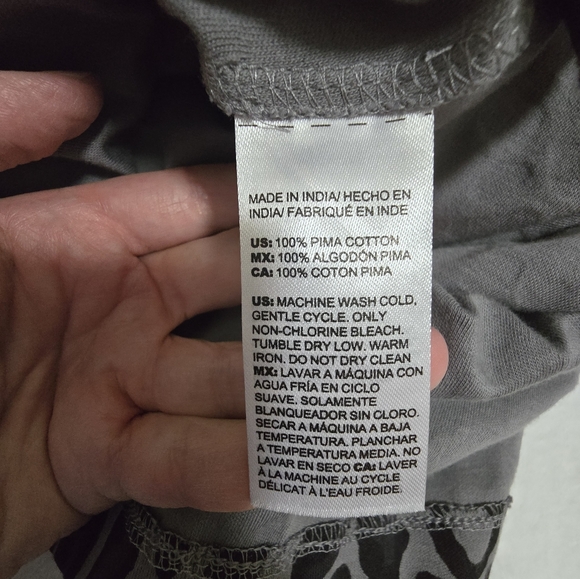 MADE IN INDIA/ HECHO EN
INDIA/ FABRIQUÉ EN INDE
US: 100% PIMA COTTON
MX: 100% ALGODÓN PIMA
CA: 100% COTON PIMA
US: MACHINE WASH COLD,
GENTLE CYCLE. ONLY
NON-CHLORINE BLEACH.
TUMBLE DRY LOW. WARM
IRON. DO NOT DRY CLEAN
MX: LAVAR A MÁQUINA CON
AGUA FRÍA EN CICLO
SUAVE. SOLAMENTE
BLANQUEADOR SIN CLORO.
SECAR A MÁQUINA A BAJA
TEMPERATURA. PLANCHAR
A TEMPERATURA MEDIA. NO
LAVAR EN SECO CA: LAVER
À LA MACHINE AU CYCLE
DÉLICAT À L'EAU FROIDE.